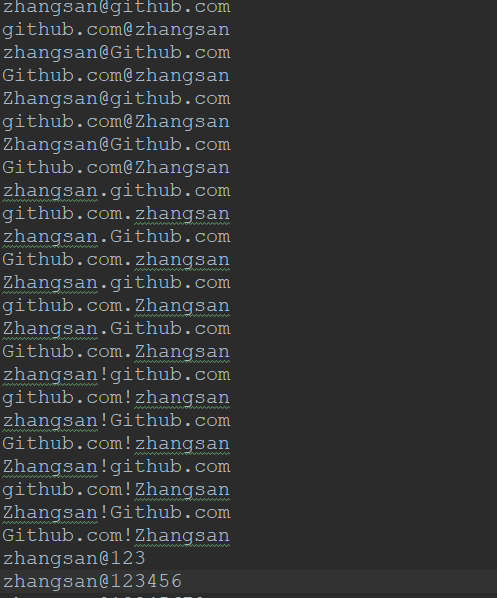 zhangsan@github.com
github.com@zhangsan
zhangsan@Github.com
Github.com@zhangsan
Zhangsan@github.com
github.com@Zhangsan
Zhangsan@Github.com
Github.com@Zhangsan
zhangsan.github.com
github.com.zhangsan
zhangsan.Github.com
Github.com.zhangsan
Zhangsan.github.com
github.com.Zhangsan
Zhangsan.Github.com
Github.com.Zhangsan
zhangsan!github.com
github.com!zhangsan
zhangsan!Github.com
Github.com!zhangsan
Zhangsan!github.com
github.com!Zhangsan
Zhangsan!Github.com
Github.com!Zhangsan
zhangsan@123
zhangsan@123456